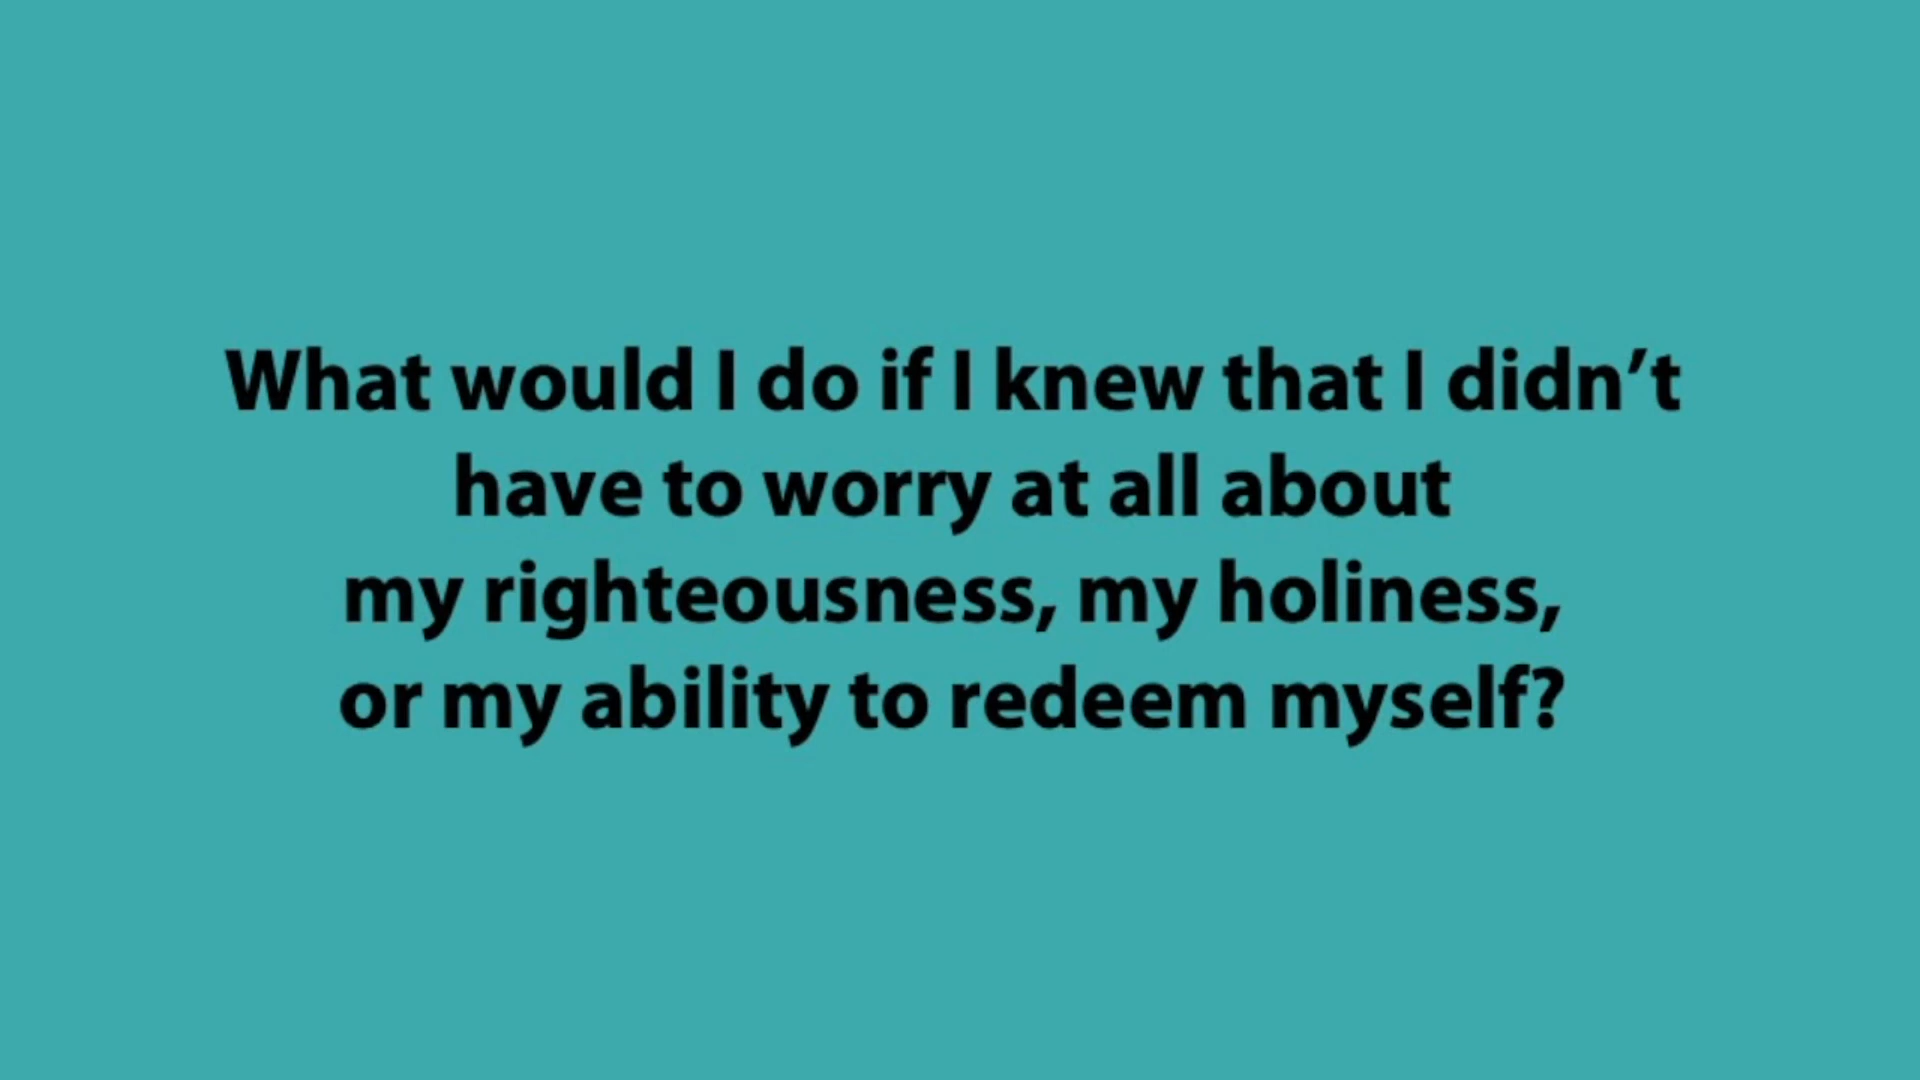 What would I do if I knew that I didn’t
have to worry at all about
my righteousness, my holiness,
or my ability to redeem myself?